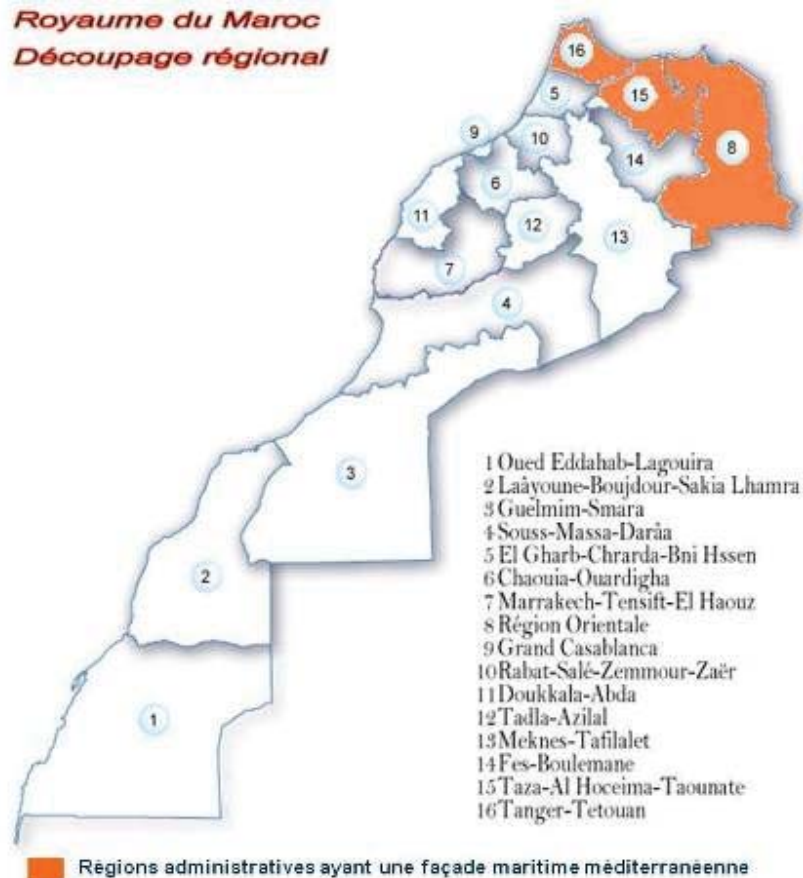 Royaume du Maroc
Découpage régional
16
5
15
9
10
14
8
6
11
12
13
7
4
3
2
1
1 Oued Eddahab-Lagouira
2 Laâyoune-Boujdour-Sakia Lhamra
3 Guelmim-Smara
4 Souss-Massa-Darâa
5 El Gharb-Chrarda-Bni Hssen
6 Chaouia-Ouardigha
7 Marrakech-Tensift-El Haouz
8 Région Orientale
9 Grand Casablanca
10 Rabat-Salé-Zemmour-Zaër
11 Doukkala-Abda
12 Tadla-Azilal
13 Meknes-Tafilalet
14 Fes-Boulemane
15 Taza-Al Hoceima-Taounate
16 Tanger-Tetouan
Régions administratives ayant une façade maritime méditerranéenne